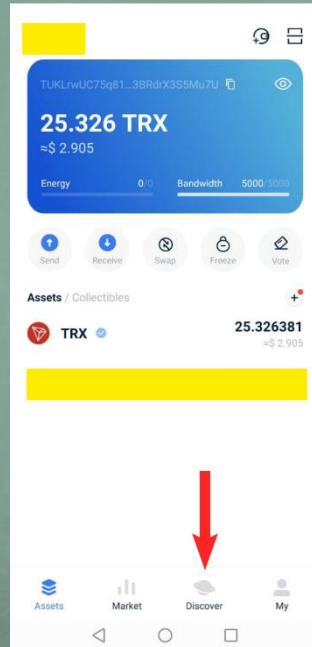 TUKLrwUC75q81...3BRdrX3S5Mu7U
25.326 TRX
≈$ 2.905
Energy 0/0 Bandwidth 5000/5000
Send Receive Swap Freeze Vote
Assets / Collectibles
TRX 25.326381
≈$ 2.905
Assets Market Discover My